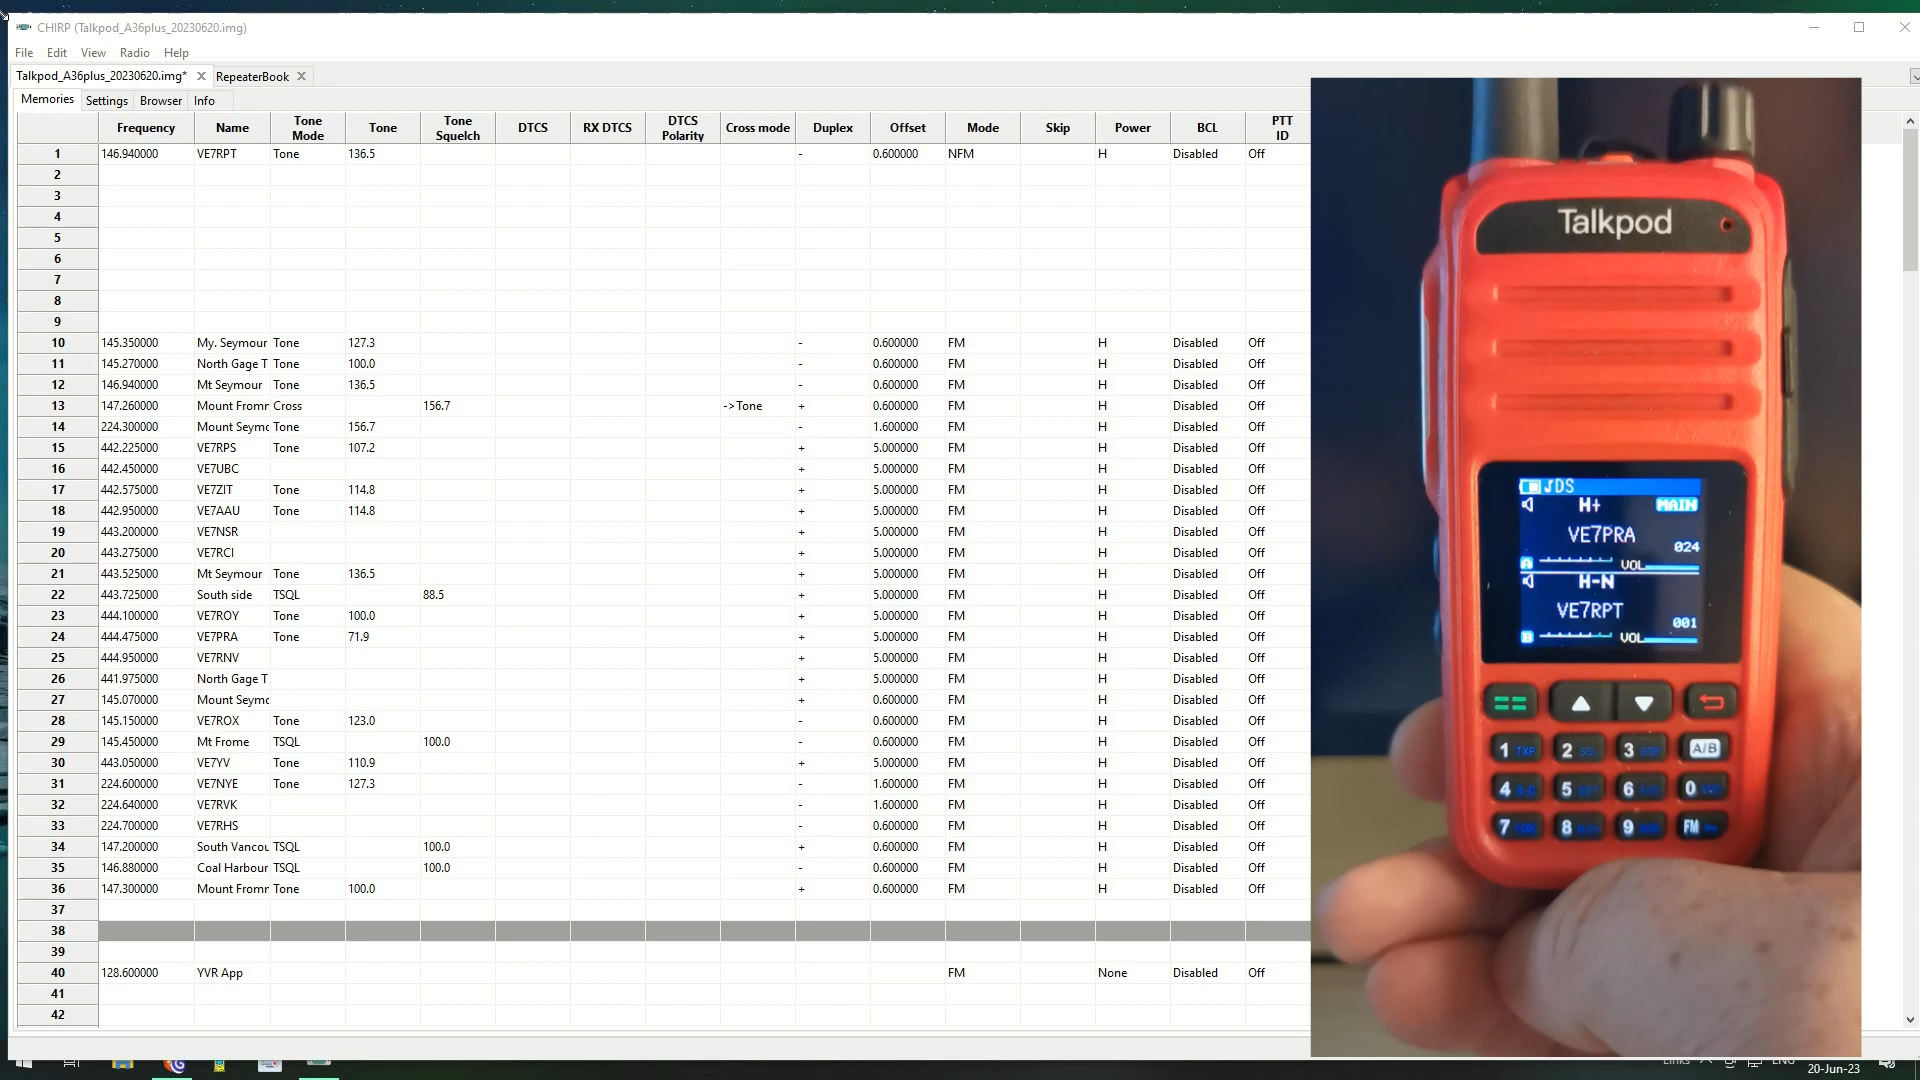 CHIRP (Talkpod_A36plus_20230620.img)
File Edit View Radio Help
Talkpod_A36plus_20230620.img* RepeaterBook
Memories Settings Browser Info
Frequency Name Tone Mode Tone Tone Squelch DTCS RX DTCS DTCS Polarity Cross mode Duplex Offset Mode Skip Power BCL PTT ID
1 146.940000 VE7RPT Tone 136.5 - 0.600000 NFM H Disabled Off
2
3
4
5
6
7
8
9
10 145.350000 My. Seymour Tone 127.3 - 0.600000 FM H Disabled Off
11 145.270000 North Gage T Tone 100.0 - 0.600000 FM H Disabled Off
12 146.940000 Mt Seymour Tone 136.5 - 0.600000 FM H Disabled Off
13 147.260000 Mount Fromr Cross 156.7 ->Tone + 0.600000 FM H Disabled Off
14 224.300000 Mount Seymc Tone 156.7 - 1.600000 FM H Disabled Off
15 442.225000 VE7RPS Tone 107.2 + 5.000000 FM H Disabled Off
16 442.450000 VE7UBC + 5.000000 FM H Disabled Off
17 442.575000 VE7ZIT Tone 114.8 + 5.000000 FM H Disabled Off
18 442.950000 VE7AAU Tone 114.8 + 5.000000 FM H Disabled Off
19 443.200000 VE7NSR + 5.000000 FM H Disabled Off
20 443.275000 VE7RCI + 5.000000 FM H Disabled Off
21 443.525000 Mt Seymour Tone 136.5 + 5.000000 FM H Disabled Off
22 443.725000 South side TSQL 88.5 + 5.000000 FM H Disabled Off
23 444.100000 VE7ROY Tone 100.0 + 5.000000 FM H Disabled Off
24 444.475000 VE7PRA Tone 71.9 + 5.000000 FM H Disabled Off
25 444.950000 VE7RNV + 5.000000 FM H Disabled Off
26 441.975000 North Gage T + 5.000000 FM H Disabled Off
27 145.070000 Mount Seymc + 0.600000 FM H Disabled Off
28 145.150000 VE7ROX Tone 123.0 - 0.600000 FM H Disabled Off
29 145.450000 Mt Frome TSQL 100.0 - 0.600000 FM H Disabled Off
30 443.050000 VE7YV Tone 110.9 + 5.000000 FM H Disabled Off
31 224.600000 VE7NYE Tone 127.3 - 1.600000 FM H Disabled Off
32 224.640000 VE7RVK - 1.600000 FM H Disabled Off
33 224.700000 VE7RHS - 0.600000 FM H Disabled Off
34 147.200000 South Vancou TSQL 100.0 + 0.600000 FM H Disabled Off
35 146.880000 Coal Harbour TSQL 100.0 - 0.600000 FM H Disabled Off
36 147.300000 Mount Fromr Tone 100.0 + 0.600000 FM H Disabled Off
37
38
39
40 128.600000 YVR App FM None Disabled Off
41
42
Talkpod
DS
H+ MAIN
VE7PRA
024
A VOL
H-N
VE7RPT
001
B VOL
1 TXP 2 SQL 3 STEP A/B
4 5 6 0
7 8 9 FM
Links ENG
20-Jun-23